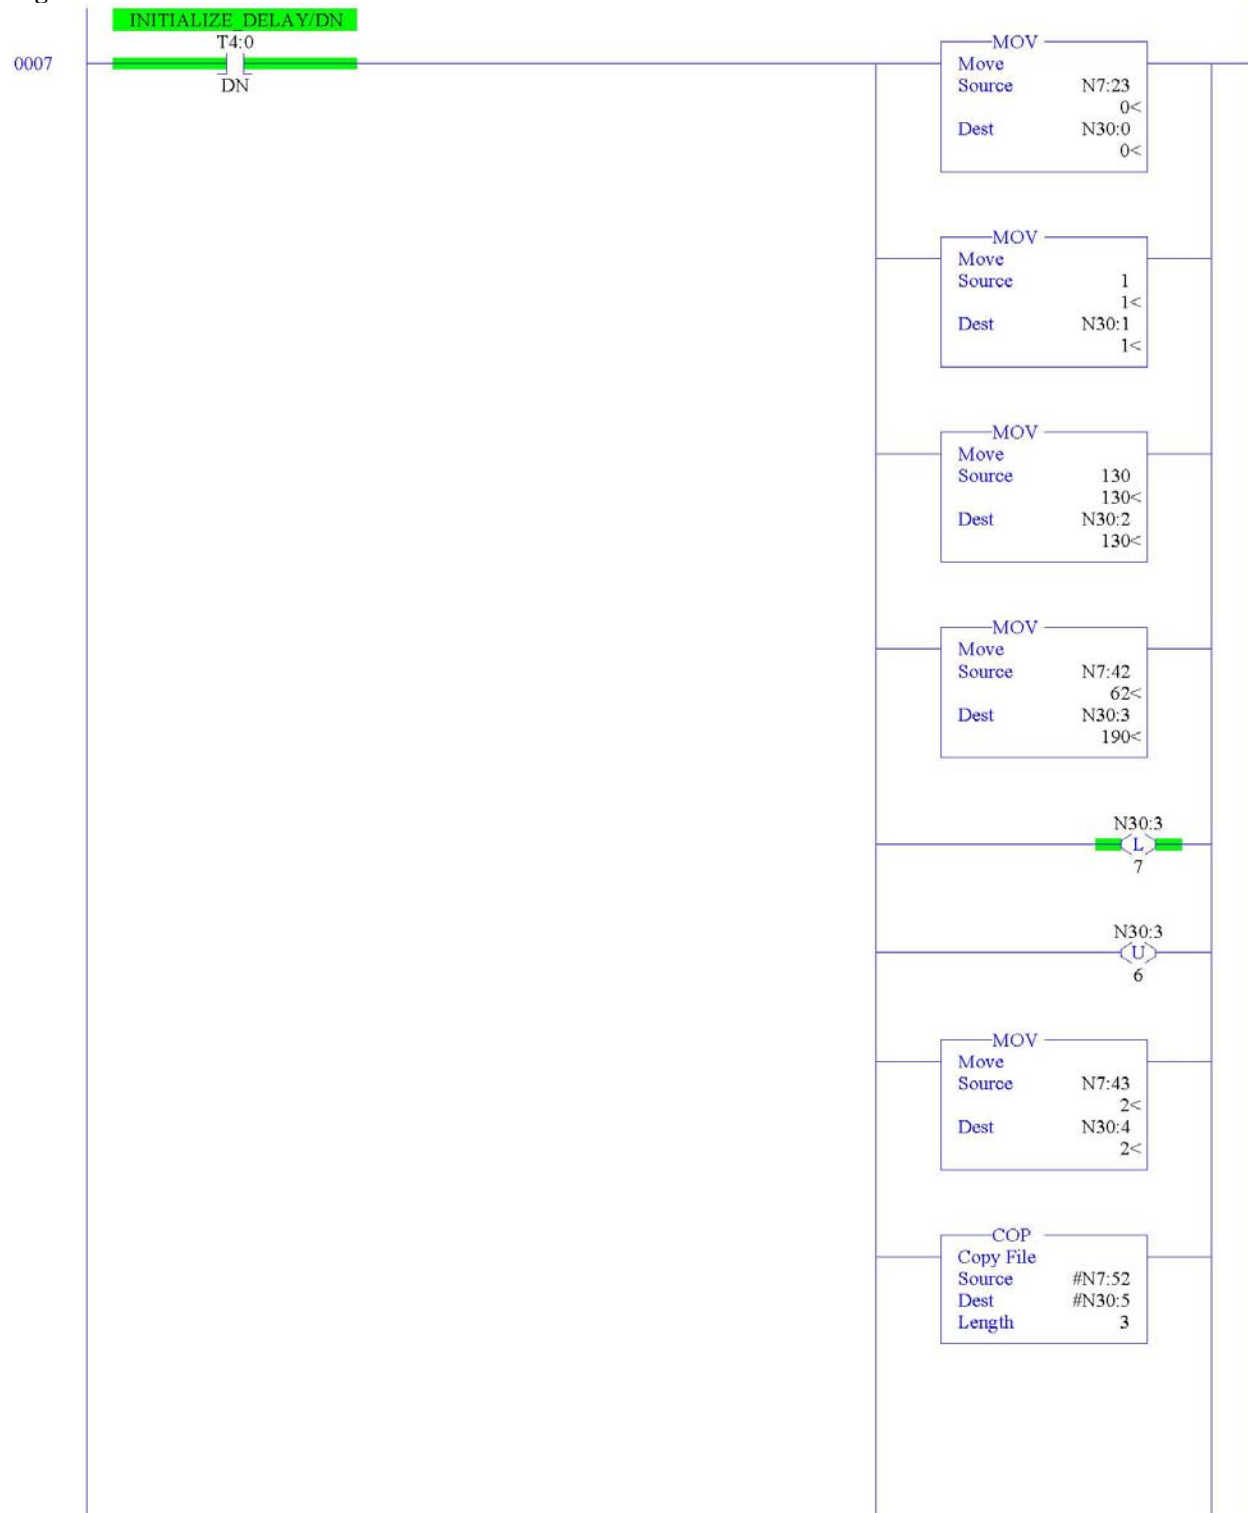 INITIALIZE_DELAY/DN
T4:0
0007
DN
MOV
Move
Source N7:23
0<
Dest N30:0
0<
MOV
Move
Source 1
1<
Dest N30:1
1<
MOV
Move
Source 130
130<
Dest N30:2
130<
MOV
Move
Source N7:42
62<
Dest N30:3
190<
N30:3
L
7
N30:3
U
6
MOV
Move
Source N7:43
2<
Dest N30:4
2<
COP
Copy File
Source #N7:52
Dest #N30:5
Length 3